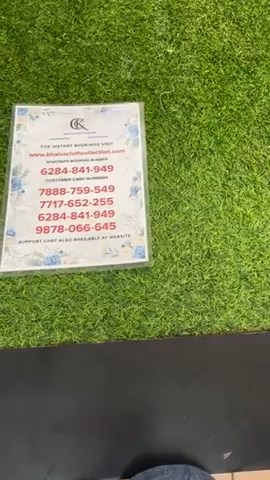 CK
FOR INSTANT BOOKINGS VISIT
www.khalsaclothcollection.com
WHATSAPP BOOKING NUMBER
6284-841-949
CUSTOMER CARE NUMBERS
7888-759-549
7717-652-255
6284-841-949
9878-066-645
SUPPORT CHAT ALSO AVAILABLE AT WEBSITE